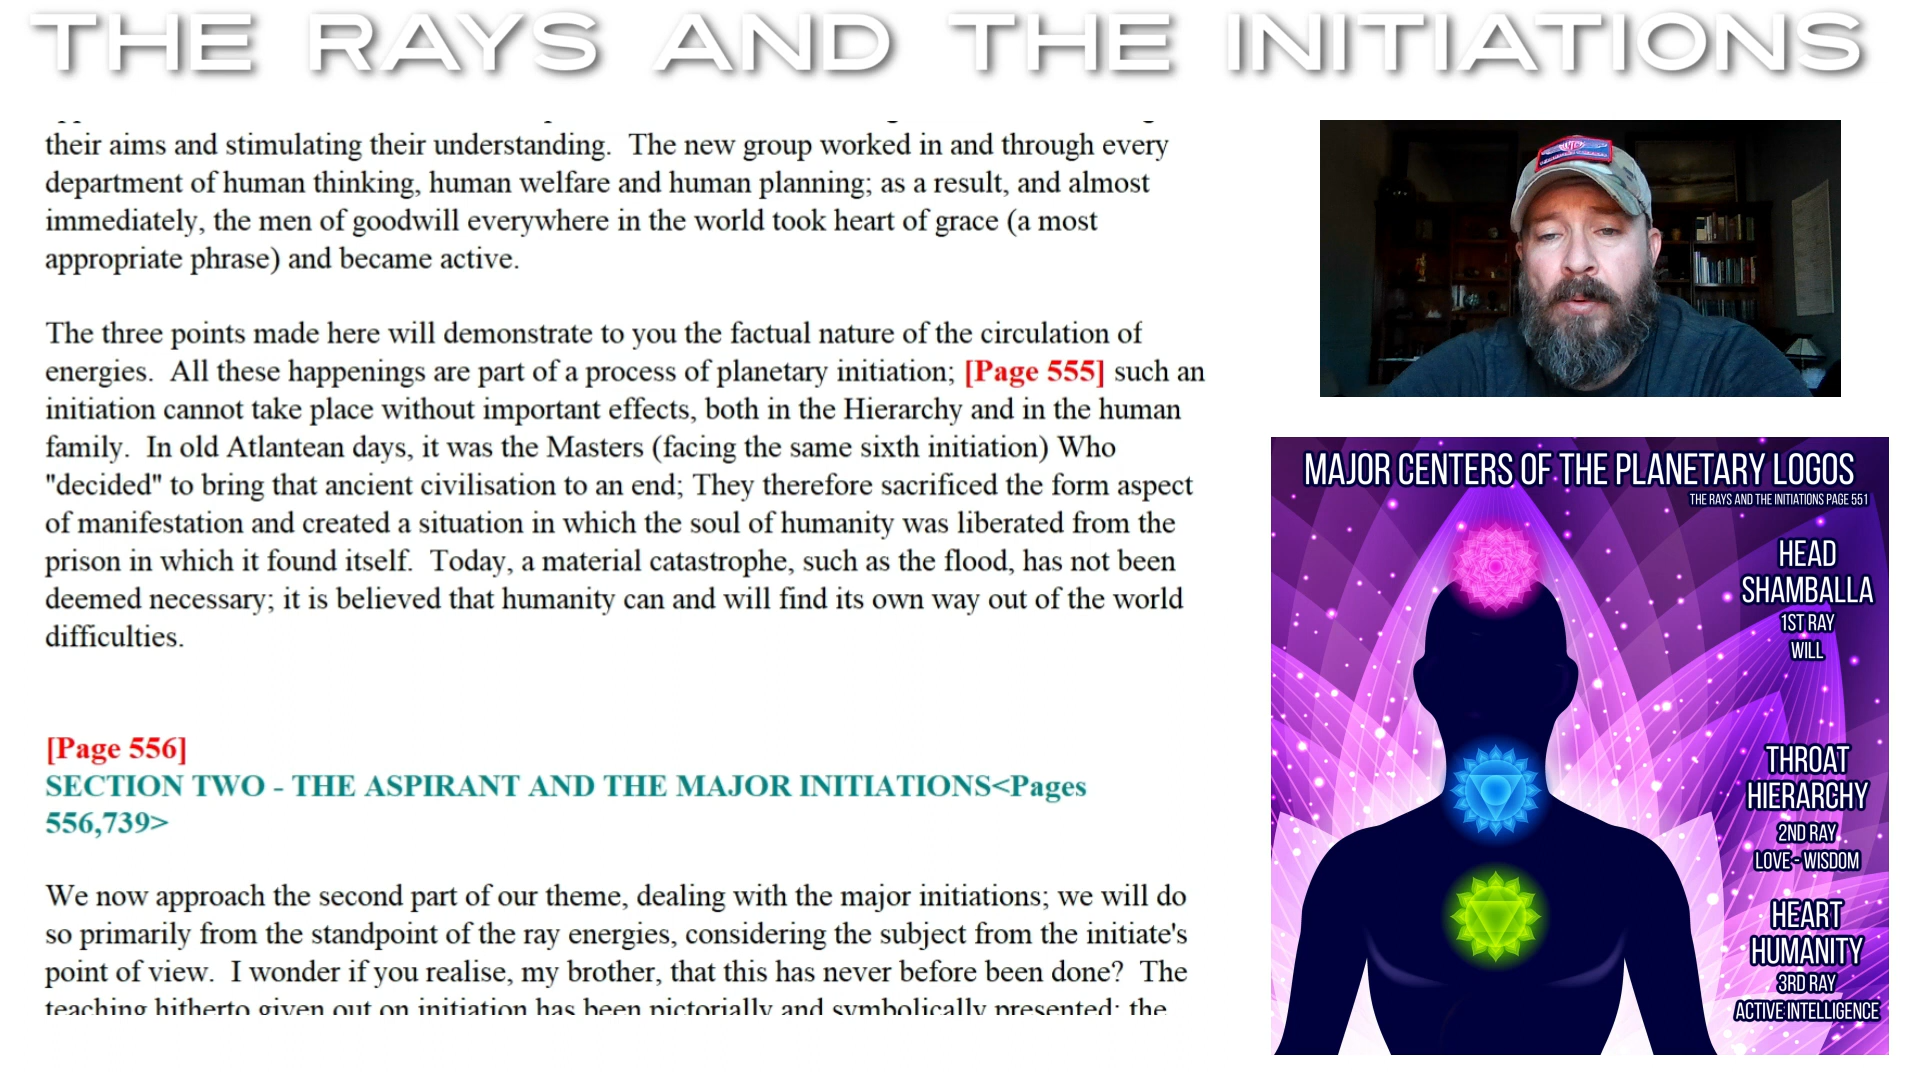 THE RAYS AND THE INITIATIONS
their aims and stimulating their understanding.  The new group worked in and through every
department of human thinking, human welfare and human planning; as a result, and almost
immediately, the men of goodwill everywhere in the world took heart of grace (a most
appropriate phrase) and became active.
The three points made here will demonstrate to you the factual nature of the circulation of
energies.  All these happenings are part of a process of planetary initiation; [Page 555] such an
initiation cannot take place without important effects, both in the Hierarchy and in the human
family.  In old Atlantean days, it was the Masters (facing the same sixth initiation) Who
"decided" to bring that ancient civilisation to an end; They therefore sacrificed the form aspect
of manifestation and created a situation in which the soul of humanity was liberated from the
prison in which it found itself.  Today, a material catastrophe, such as the flood, has not been
deemed necessary; it is believed that humanity can and will find its own way out of the world
difficulties.
[Page 556]
SECTION TWO - THE ASPIRANT AND THE MAJOR INITIATIONS<Pages
556,739>
We now approach the second part of our theme, dealing with the major initiations; we will do
so primarily from the standpoint of the ray energies, considering the subject from the initiate's
point of view.  I wonder if you realise, my brother, that this has never before been done?  The
teaching hitherto given out on initiation has been pictorially and symbolically presented; the
MAJOR CENTERS OF THE PLANETARY LOGOS
THE RAYS AND THE INITIATIONS PAGE 551
HEAD
SHAMBALLA
1ST RAY
WILL
THROAT
HIERARCHY
2ND RAY
LOVE - WISDOM
HEART
HUMANITY
3RD RAY
ACTIVE INTELLIGENCE